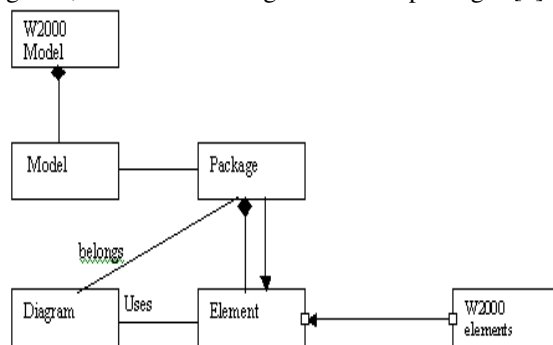 W2000
Model
Model
Package
belongs
Diagram
Uses
Element
W2000
elements